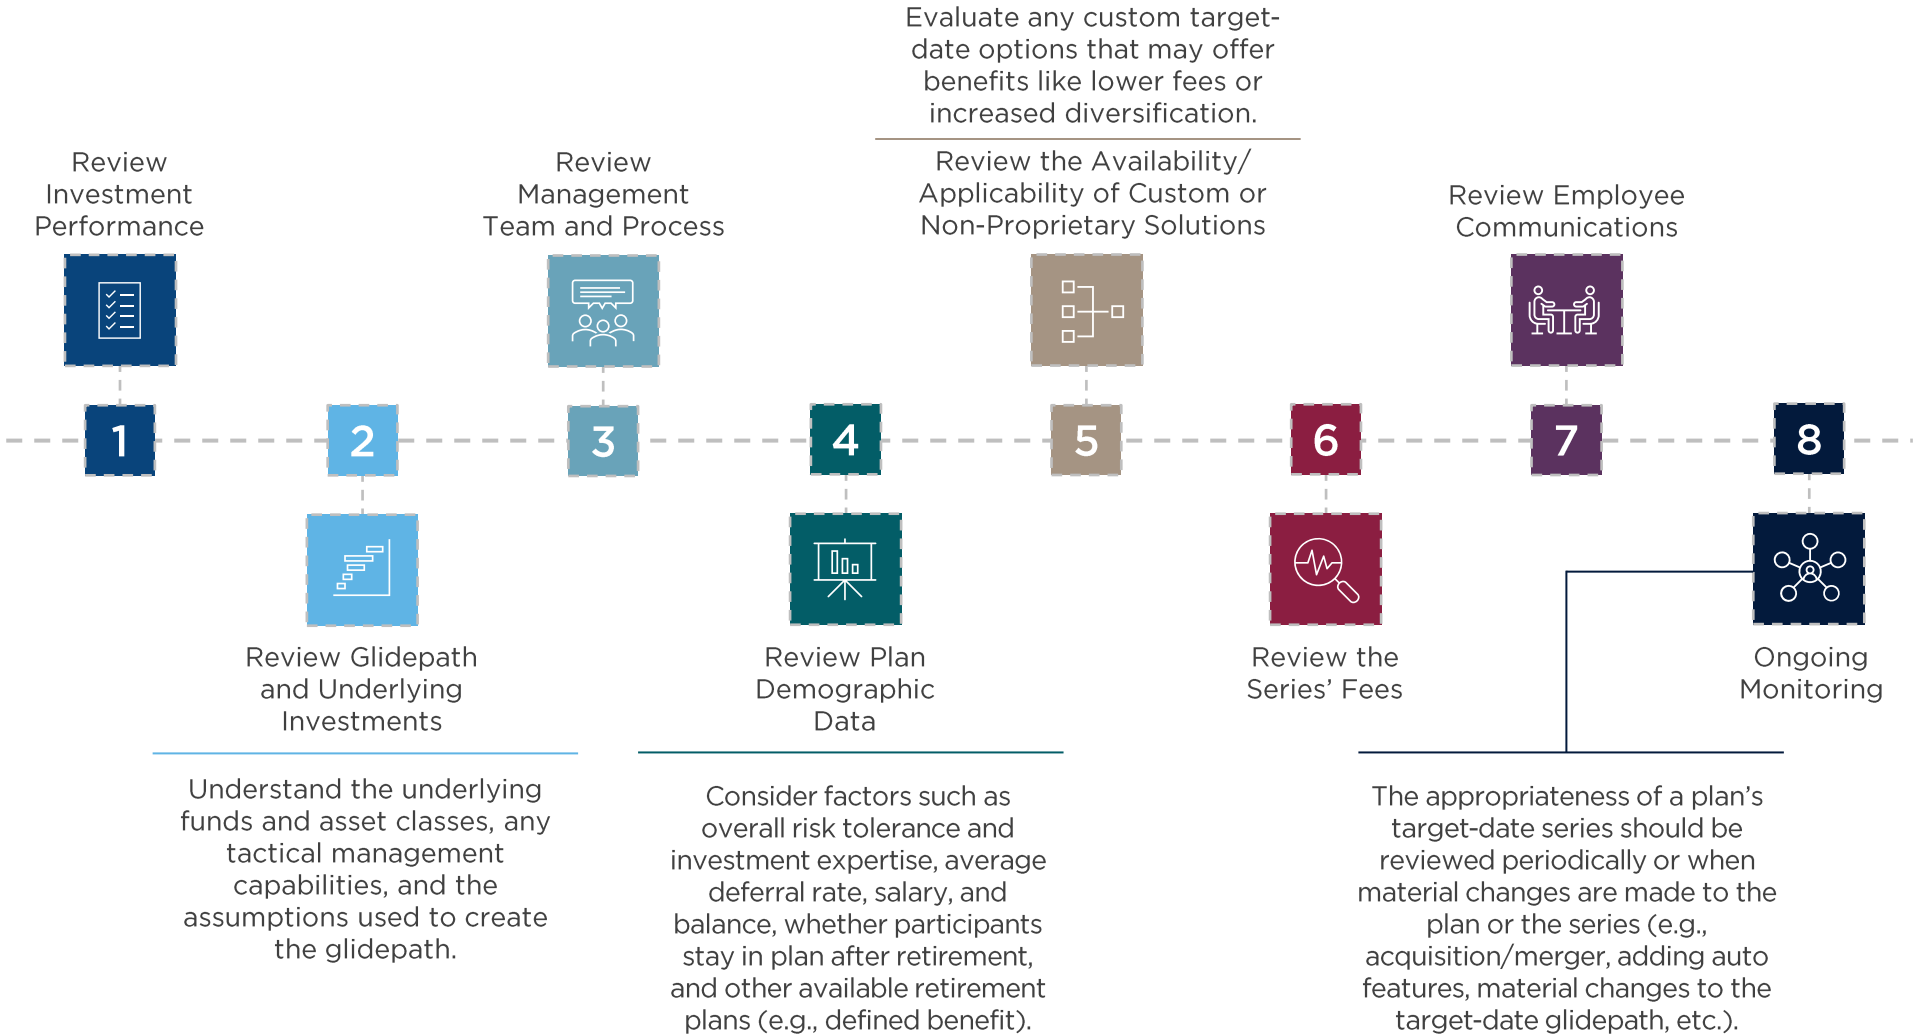 Review
Investment
Performance
1
2
Review Glidepath
and Underlying
Investments
Understand the underlying
funds and asset classes, any
tactical management
capabilities, and the
assumptions used to create
the glidepath.
Review
Management
Team and Process
3
4
Review Plan
Demographic
Data
Consider factors such as
overall risk tolerance and
investment expertise, average
deferral rate, salary, and
balance, whether participants
stay in plan after retirement,
and other available retirement
plans (e.g., defined benefit).
Evaluate any custom target-
date options that may offer
benefits like lower fees or
increased diversification.
Review the Availability/
Applicability of Custom or
Non-Proprietary Solutions
5
6
Review the
Series’ Fees
Review Employee
Communications
7
8
Ongoing
Monitoring
The appropriateness of a plan’s
target-date series should be
reviewed periodically or when
material changes are made to the
plan or the series (e.g.,
acquisition/merger, adding auto
features, material changes to the
target-date glidepath, etc.).